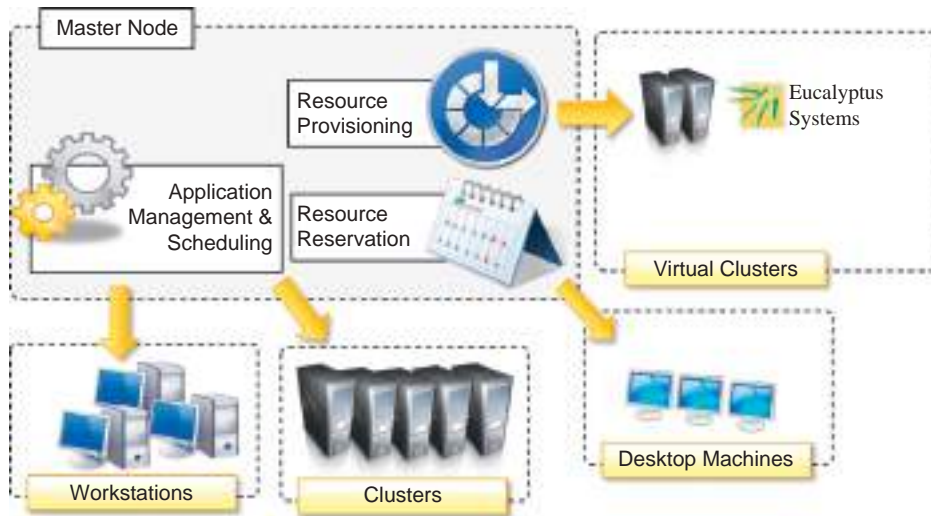 Master Node
Resource
Provisioning
Eucalyptus
Systems
Application
Management &
Scheduling
Resource
Reservation
Virtual Clusters
Workstations
Clusters
Desktop Machines